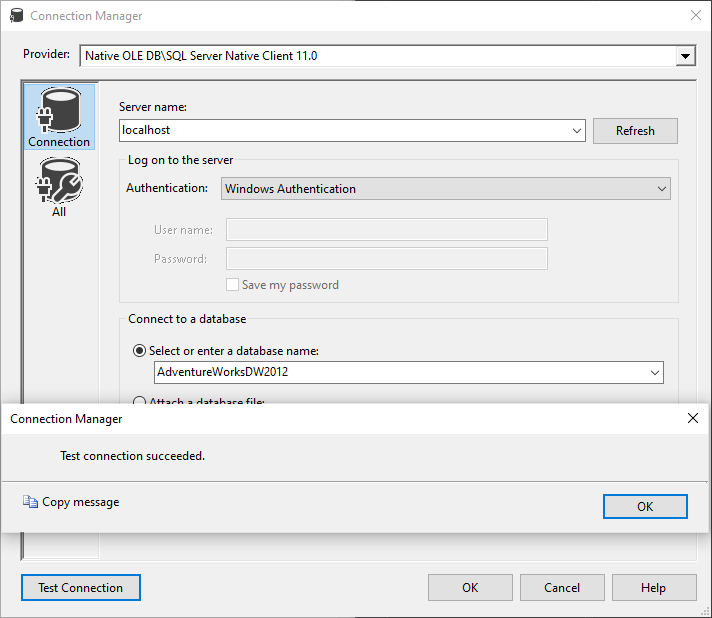 Connection Manager
Provider: Native OLE DB\SQL Server Native Client 11.0
Connection
All
Server name:
localhost
Refresh
Log on to the server
Authentication: Windows Authentication
User name:
Password:
Save my password
Connect to a database
Select or enter a database name:
AdventureWorksDW2012
Attach a database file:
Connection Manager
Test connection succeeded.
Copy message
OK
Test Connection OK Cancel Help